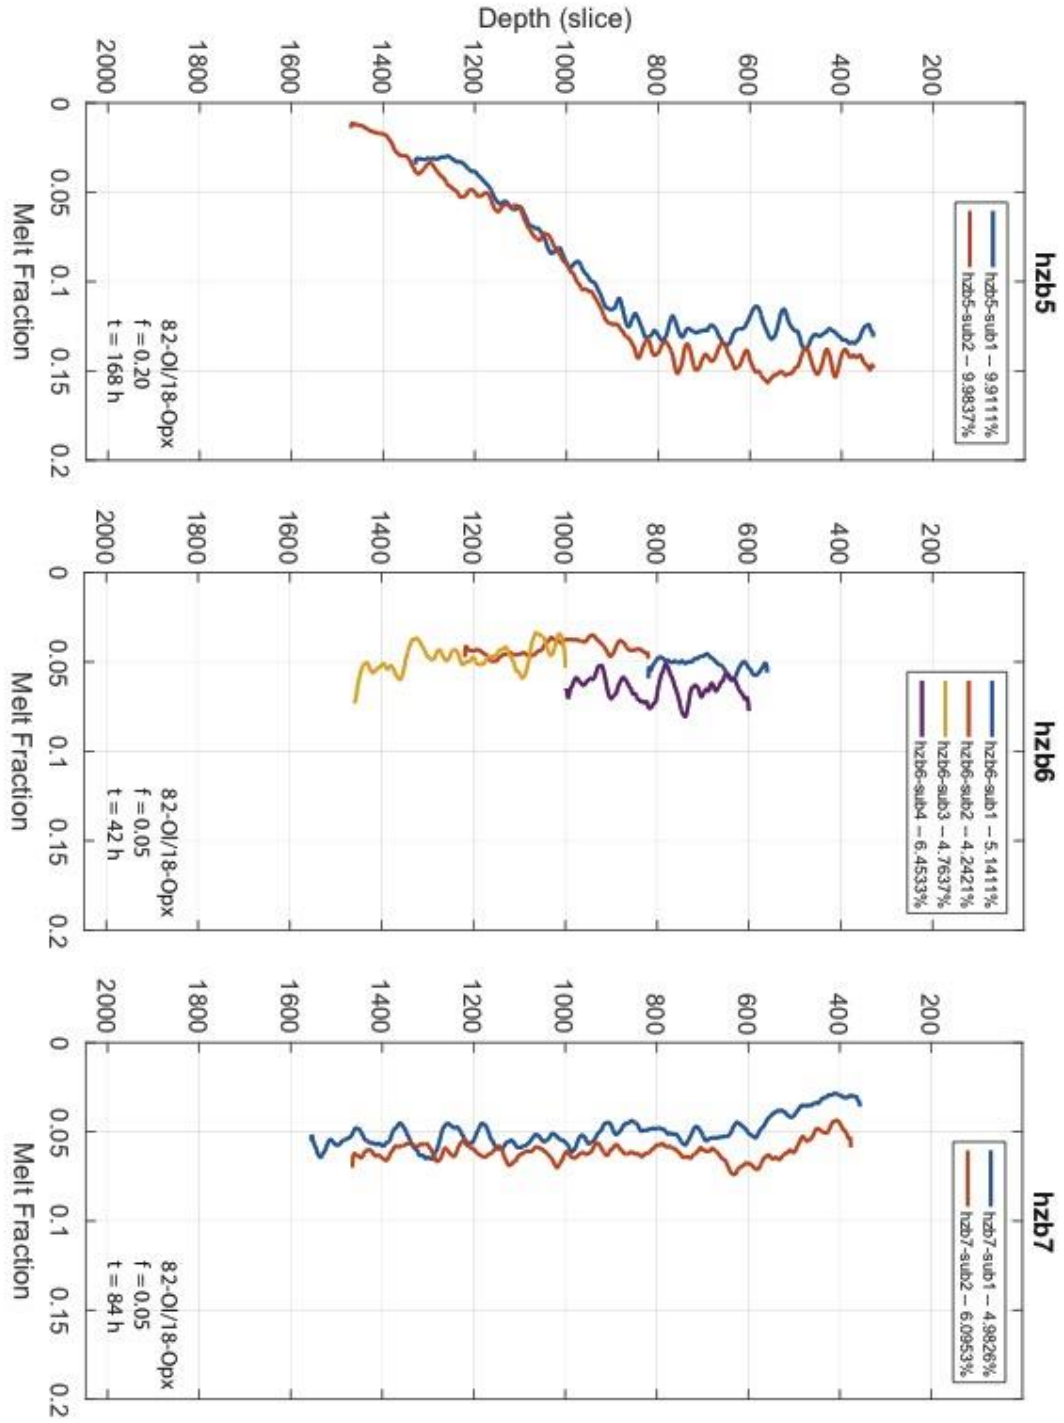 hzb5
hzb5-sub1 -- 9.9111%
hzb5-sub2 -- 9.9837%
Depth (slice)
200
400
600
800
1000
1200
1400
1600
1800
2000
0
0.05
0.1
0.15
0.2
Melt Fraction
82-Ol/18-Opx
f = 0.20
t = 168 h
hzb6
hzb6-sub1 -- 5.1411%
hzb6-sub2 -- 4.2421%
hzb6-sub3 -- 4.7637%
hzb6-sub4 -- 6.4533%
200
400
600
800
1000
1200
1400
1600
1800
2000
0
0.05
0.1
0.15
0.2
Melt Fraction
82-Ol/18-Opx
f = 0.05
t = 42 h
hzb7
hzb7-sub1 -- 4.9826%
hzb7-sub2 -- 6.0953%
200
400
600
800
1000
1200
1400
1600
1800
2000
0
0.05
0.1
0.15
0.2
Melt Fraction
82-Ol/18-Opx
f = 0.05
t = 84 h